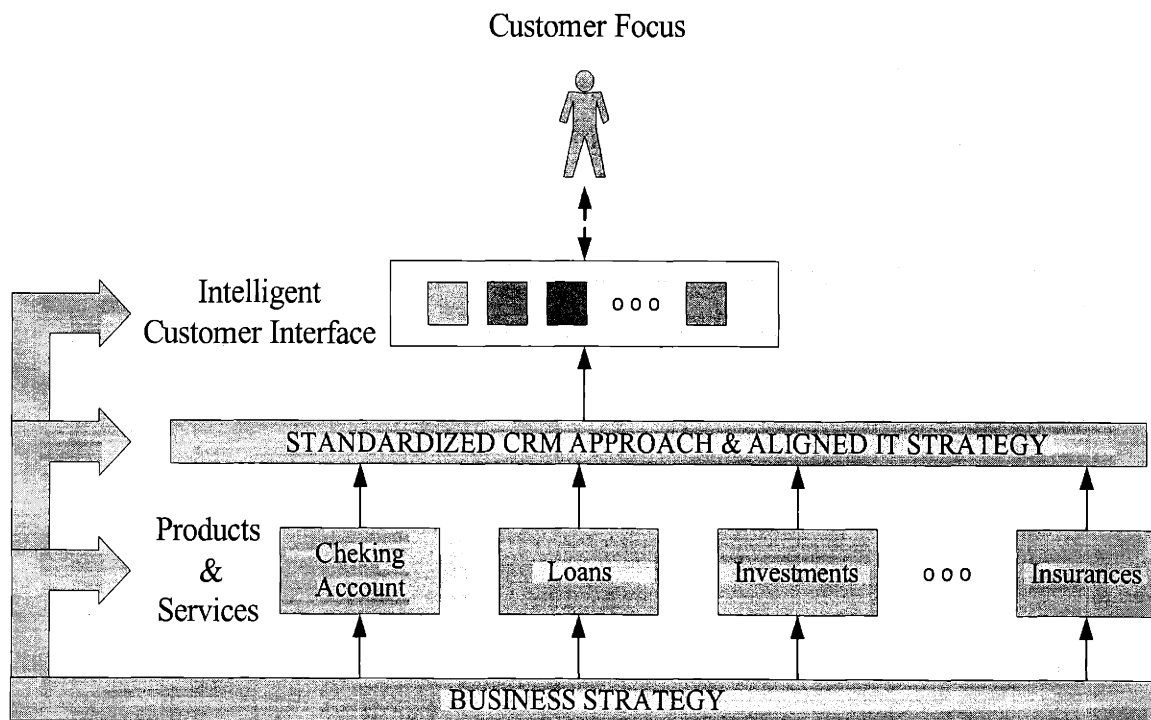 Customer Focus
Intelligent
Customer Interface
o o o
STANDARDIZED CRM APPROACH & ALIGNED IT STRATEGY
Products
&
Services
Cheking
Account
Loans
Investments
o o o
Insurances
BUSINESS STRATEGY